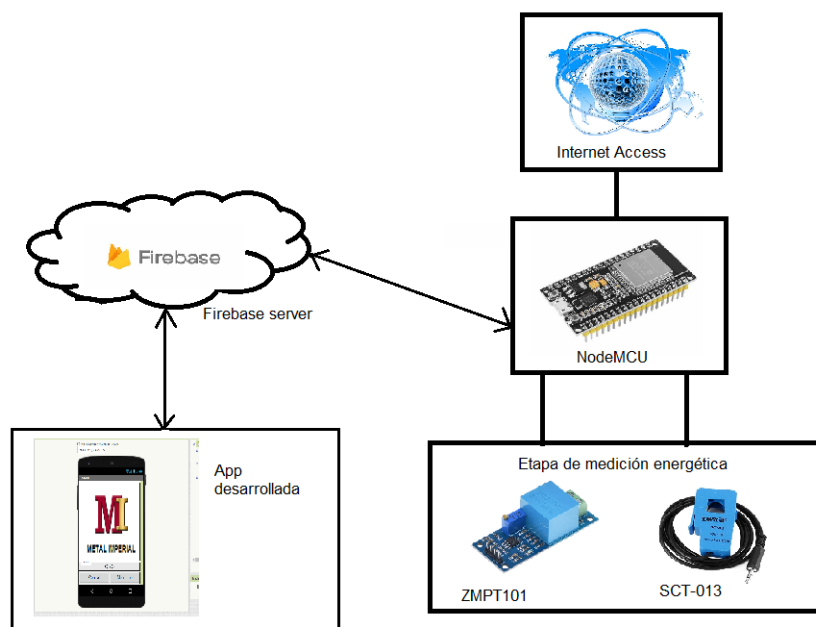 Internet Access
Firebase
Firebase server
NodeMCU
App
desarrollada
METAL IMPERIAL
Etapa de medición energética
ZMPT101
SCT-013